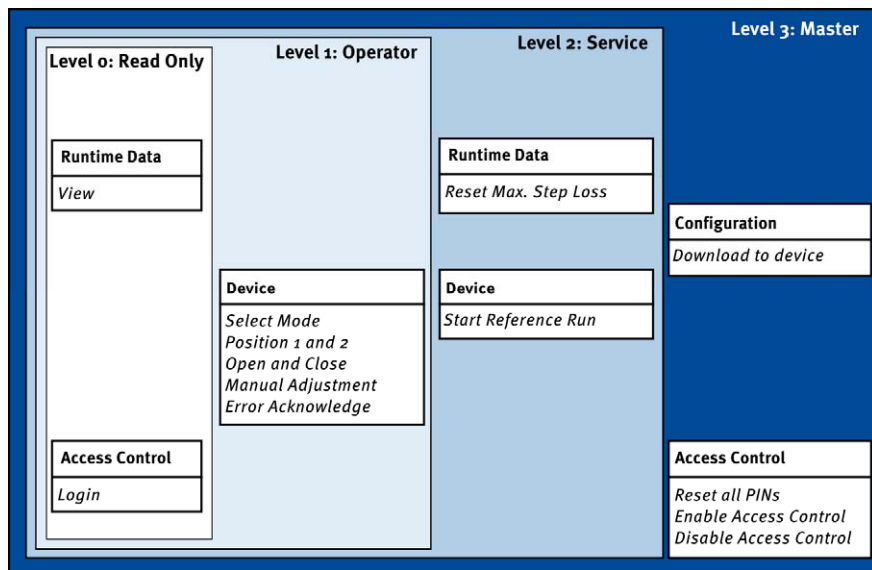 Level 0: Read Only
Level 1: Operator
Level 2: Service
Level 3: Master
Runtime Data
View
Runtime Data
Reset Max. Step Loss
Configuration
Download to device
Device
Select Mode
Position 1 and 2
Open and Close
Manual Adjustment
Error Acknowledge
Device
Start Reference Run
Access Control
Login
Access Control
Reset all PINs
Enable Access Control
Disable Access Control